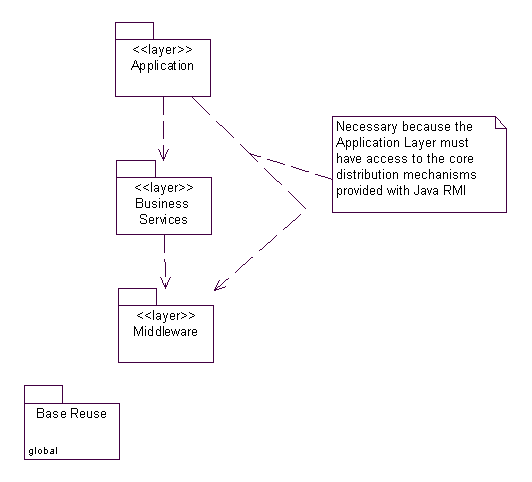 <<layer>>
Application
Necessary because the
Application Layer must
have access to the core
distribution mechanisms
provided with Java RMI
<<layer>>
Business
Services
<<layer>>
Middleware
Base Reuse
global